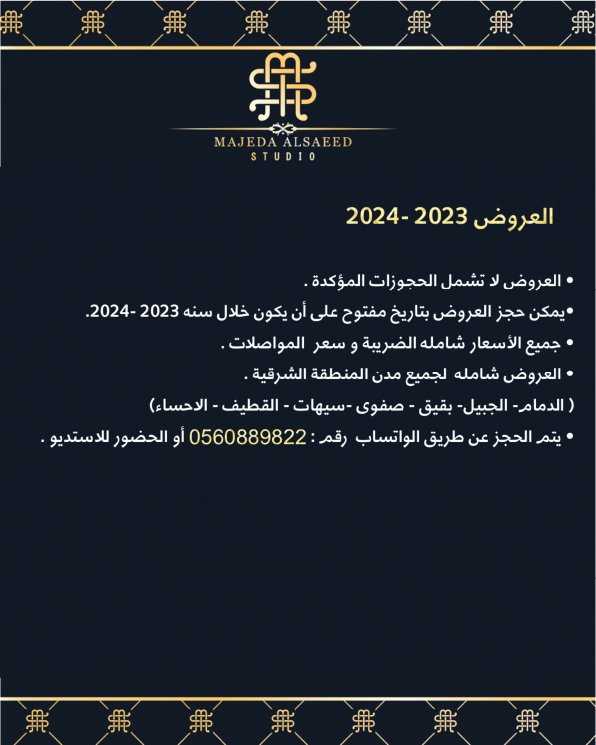 MAJEDA ALSAEED
STUDIO
العروض 2023 -2024
• العروض لا تشمل الحجوزات المؤكدة .
•يمكن حجز العروض بتاريخ مفتوح على أن يكون خلال سنه 2023 -2024.
• جميع الأسعار شامله الضريبة و سعر المواصلات .
• العروض شامله لجميع مدن المنطقة الشرقية .
( الدمام- الجبيل- بقيق - صفوى -سيهات - القطيف - الاحساء)
• يتم الحجز عن طريق الواتساب رقم : 0560889822 أو الحضور للاستديو .